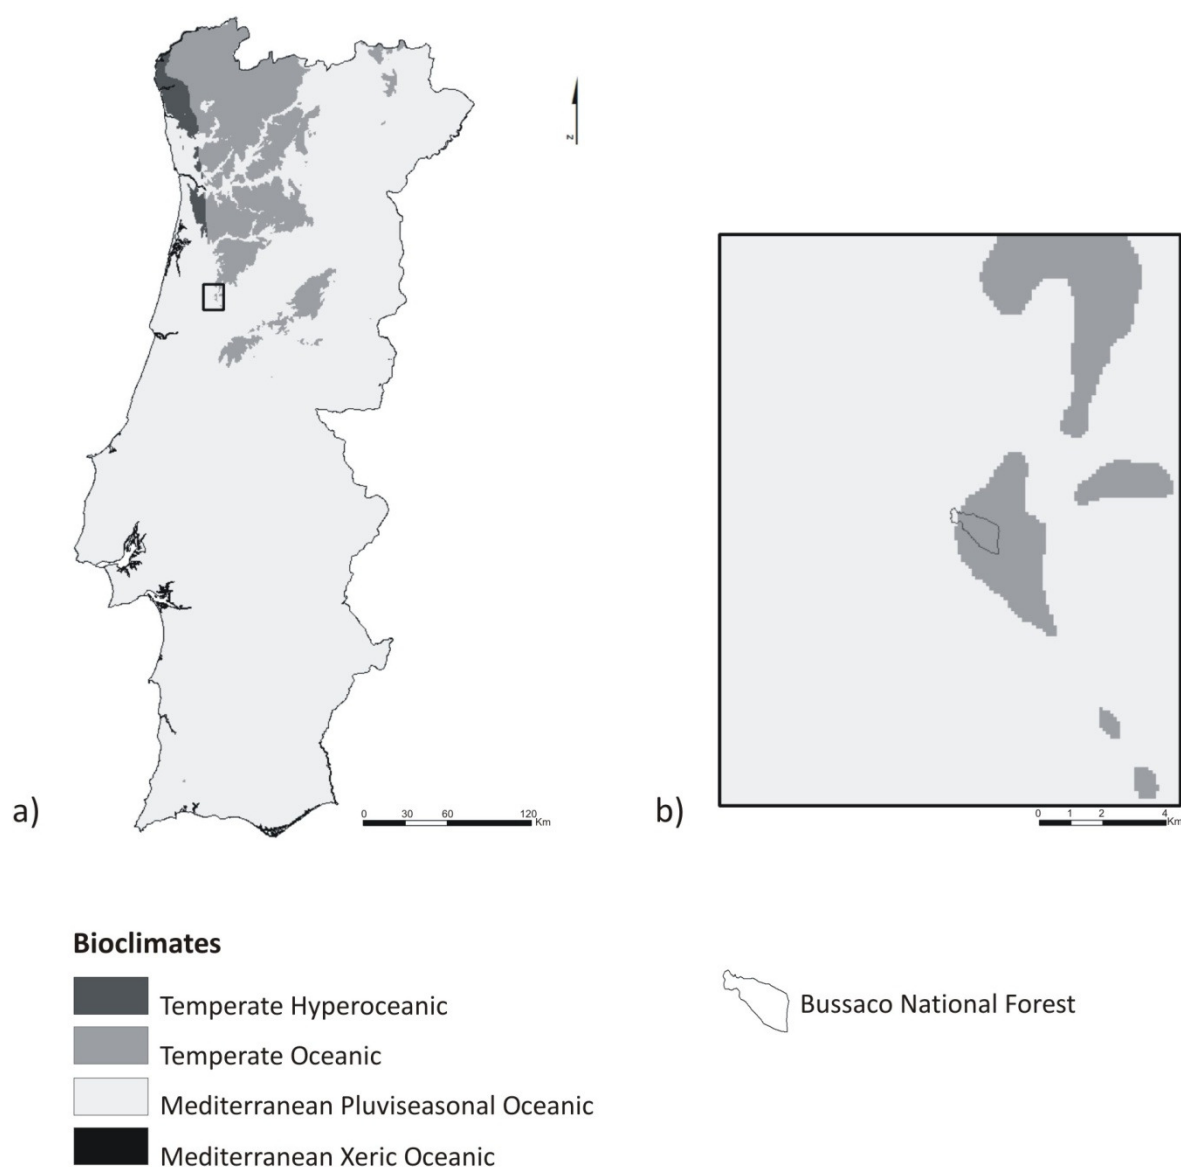 z
a)
0 30 60 120
Km
b)
0 1 2 4
Km
Bioclimates
Temperate Hyperoceanic
Temperate Oceanic
Mediterranean Pluviseasonal Oceanic
Mediterranean Xeric Oceanic
Bussaco National Forest